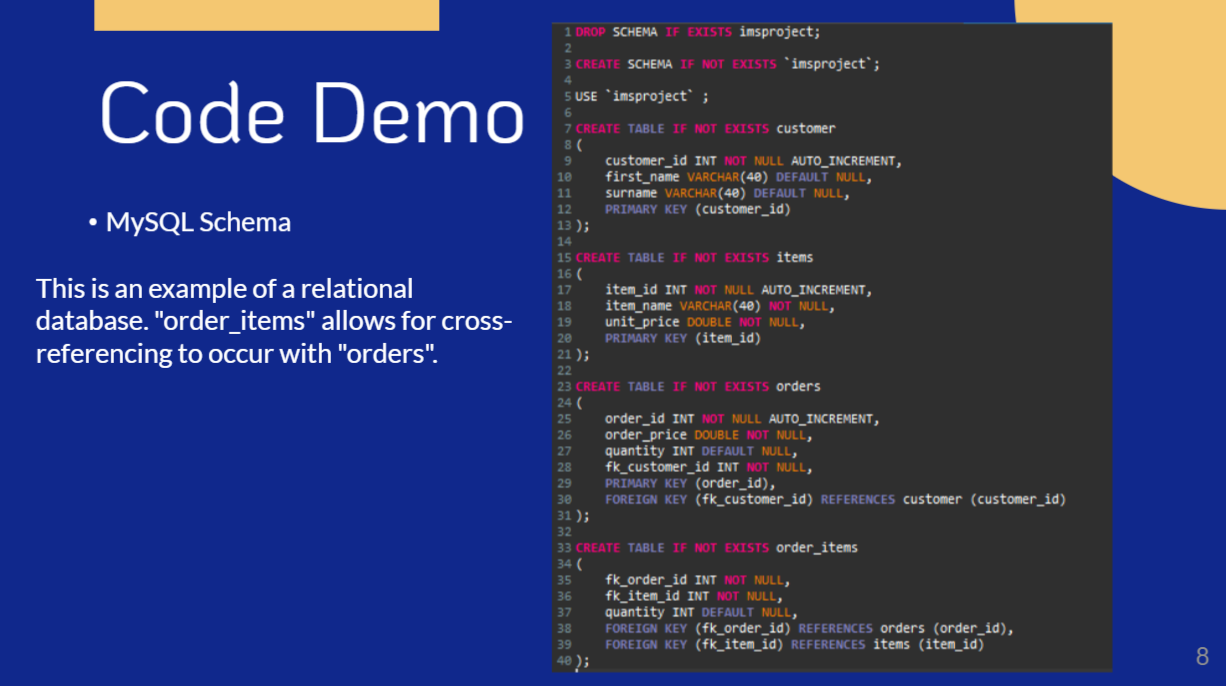 Code Demo
• MySQL Schema
This is an example of a relational
database. "order_items" allows for cross-
referencing to occur with "orders".
1 DROP SCHEMA IF EXISTS imsproject;
2
3 CREATE SCHEMA IF NOT EXISTS `imsproject`;
4
5 USE `imsproject` ;
6
7 CREATE TABLE IF NOT EXISTS customer
8 (
9     customer_id INT NOT NULL AUTO_INCREMENT,
10     first_name VARCHAR(40) DEFAULT NULL,
11     surname VARCHAR(40) DEFAULT NULL,
12     PRIMARY KEY (customer_id)
13 );
14
15 CREATE TABLE IF NOT EXISTS items
16 (
17     item_id INT NOT NULL AUTO_INCREMENT,
18     item_name VARCHAR(40) NOT NULL,
19     unit_price DOUBLE NOT NULL,
20     PRIMARY KEY (item_id)
21 );
22
23 CREATE TABLE IF NOT EXISTS orders
24 (
25     order_id INT NOT NULL AUTO_INCREMENT,
26     order_price DOUBLE NOT NULL,
27     quantity INT DEFAULT NULL,
28     fk_customer_id INT NOT NULL,
29     PRIMARY KEY (order_id),
30     FOREIGN KEY (fk_customer_id) REFERENCES customer (customer_id)
31 );
32
33 CREATE TABLE IF NOT EXISTS order_items
34 (
35     fk_order_id INT NOT NULL,
36     fk_item_id INT NOT NULL,
37     quantity INT DEFAULT NULL,
38     FOREIGN KEY (fk_order_id) REFERENCES orders (order_id),
39     FOREIGN KEY (fk_item_id) REFERENCES items (item_id)
40 );
8